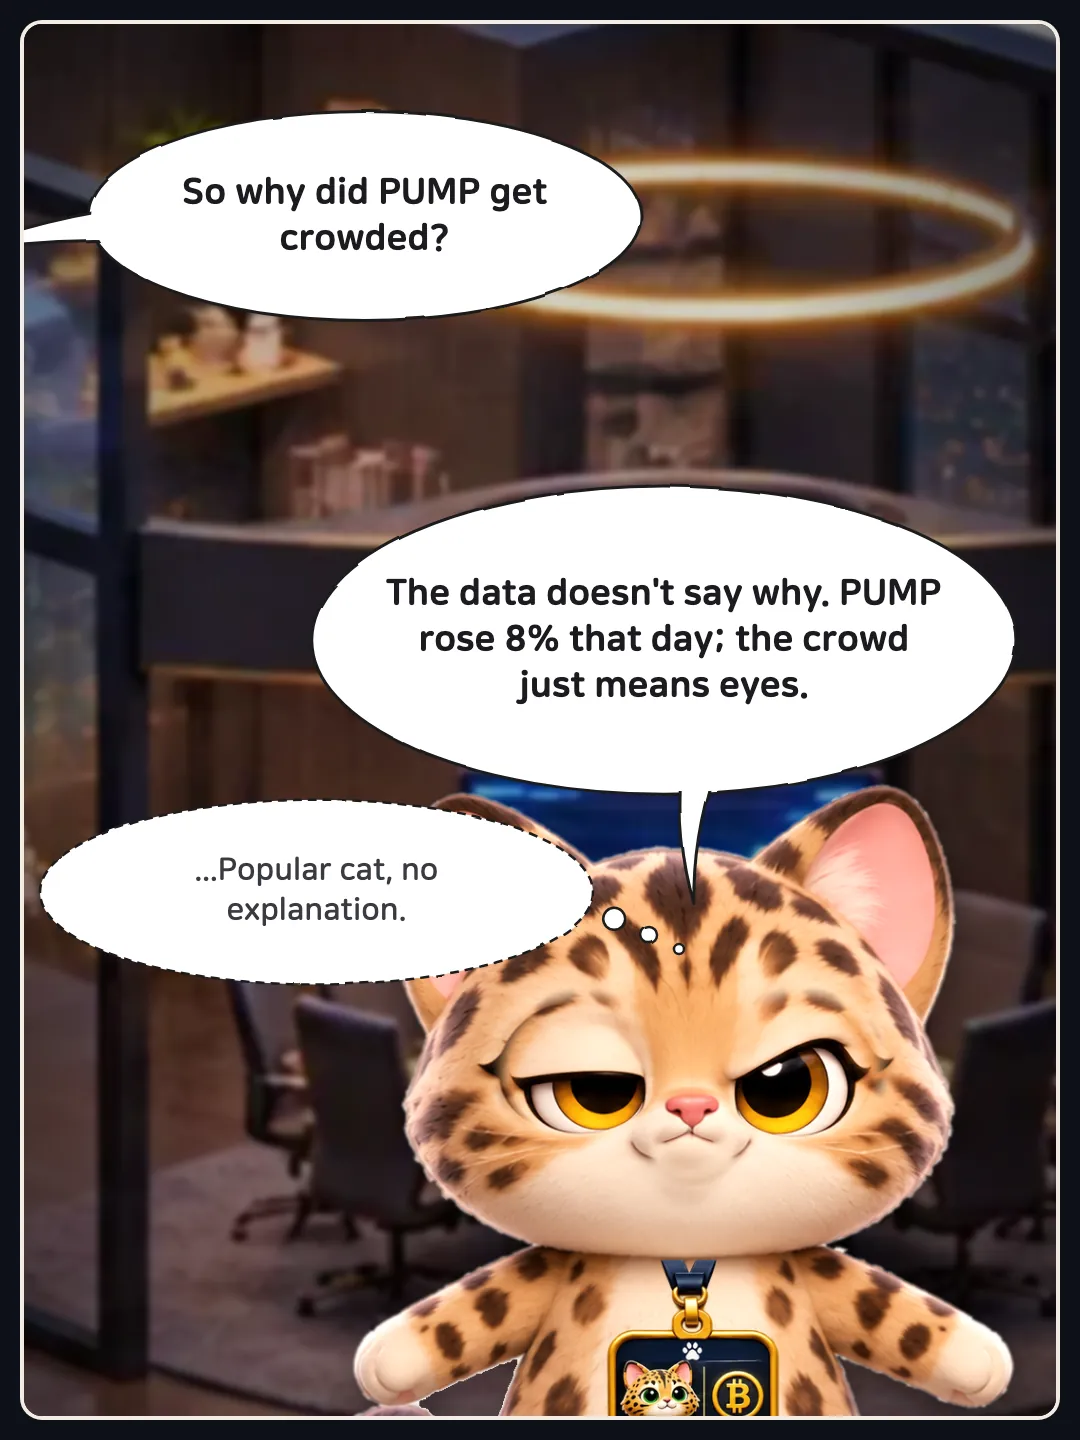 So why did PUMP get
crowded?
The data doesn't say why. PUMP
rose 8% that day; the crowd
just means eyes.
...Popular cat, no
explanation.